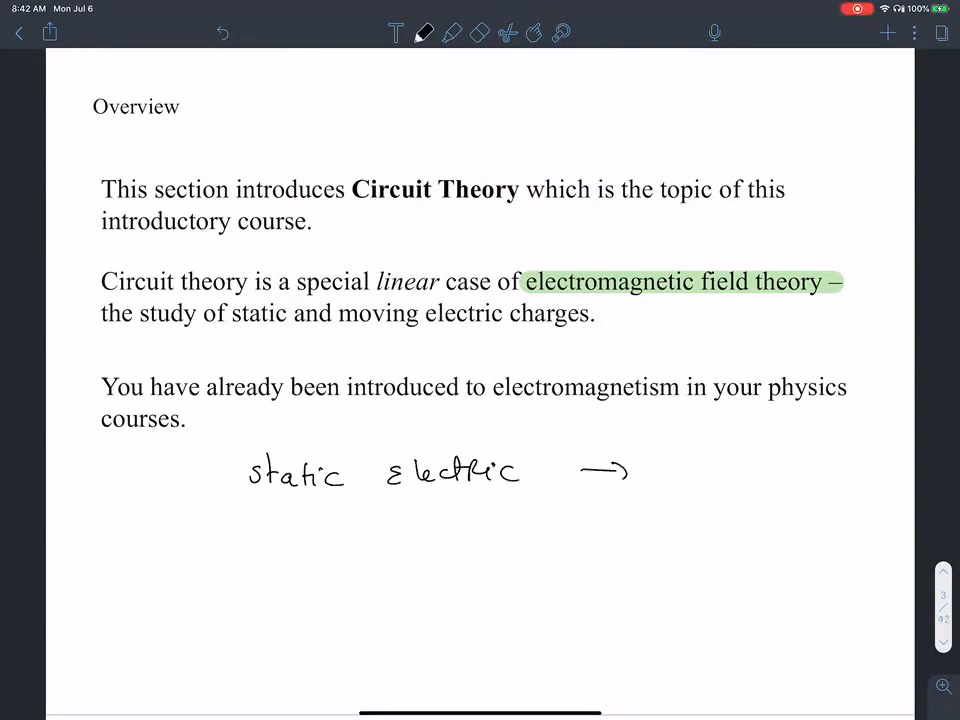 8:42 AM Mon Jul 6
100%
T
Overview
This section introduces Circuit Theory which is the topic of this
introductory course.
Circuit theory is a special linear case of electromagnetic field theory –
the study of static and moving electric charges.
You have already been introduced to electromagnetism in your physics
courses.
static Electric →
3
/
42